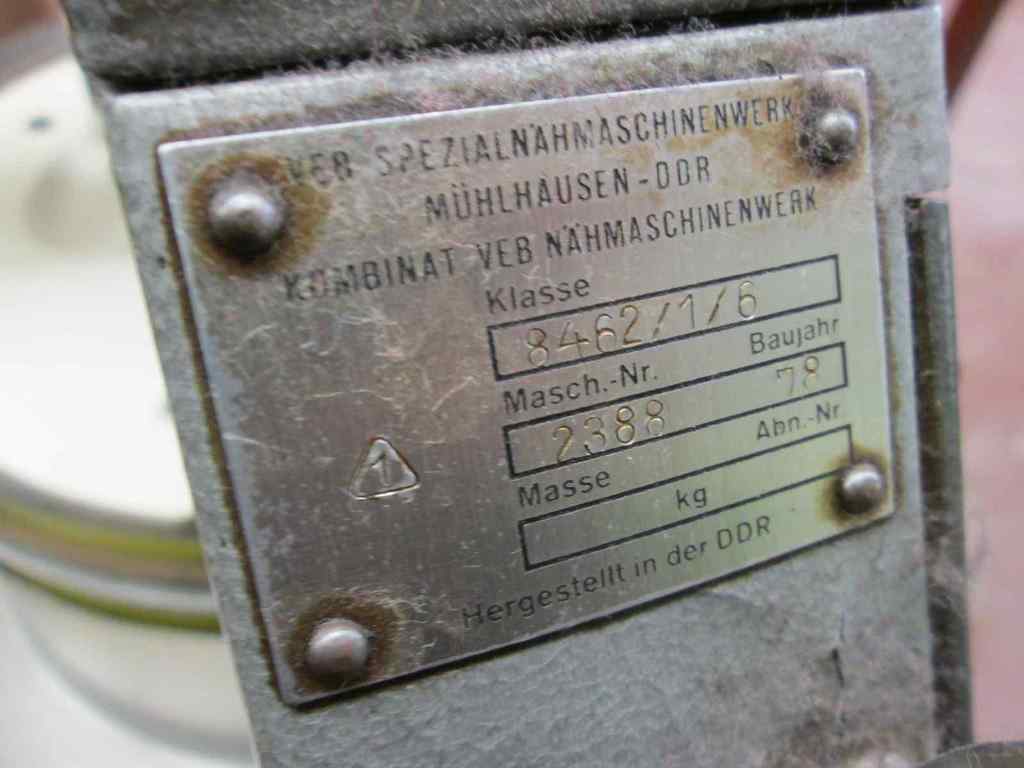 VEB SPEZIALNÄHMASCHINENWERK
MÜHLHAUSEN-DDR
KOMBINAT VEB NÄHMASCHINENWERK
Klasse
8462/1/6
Masch.-Nr. Baujahr
2388 78
Masse Abn.-Nr.
kg
1
Hergestellt in der DDR